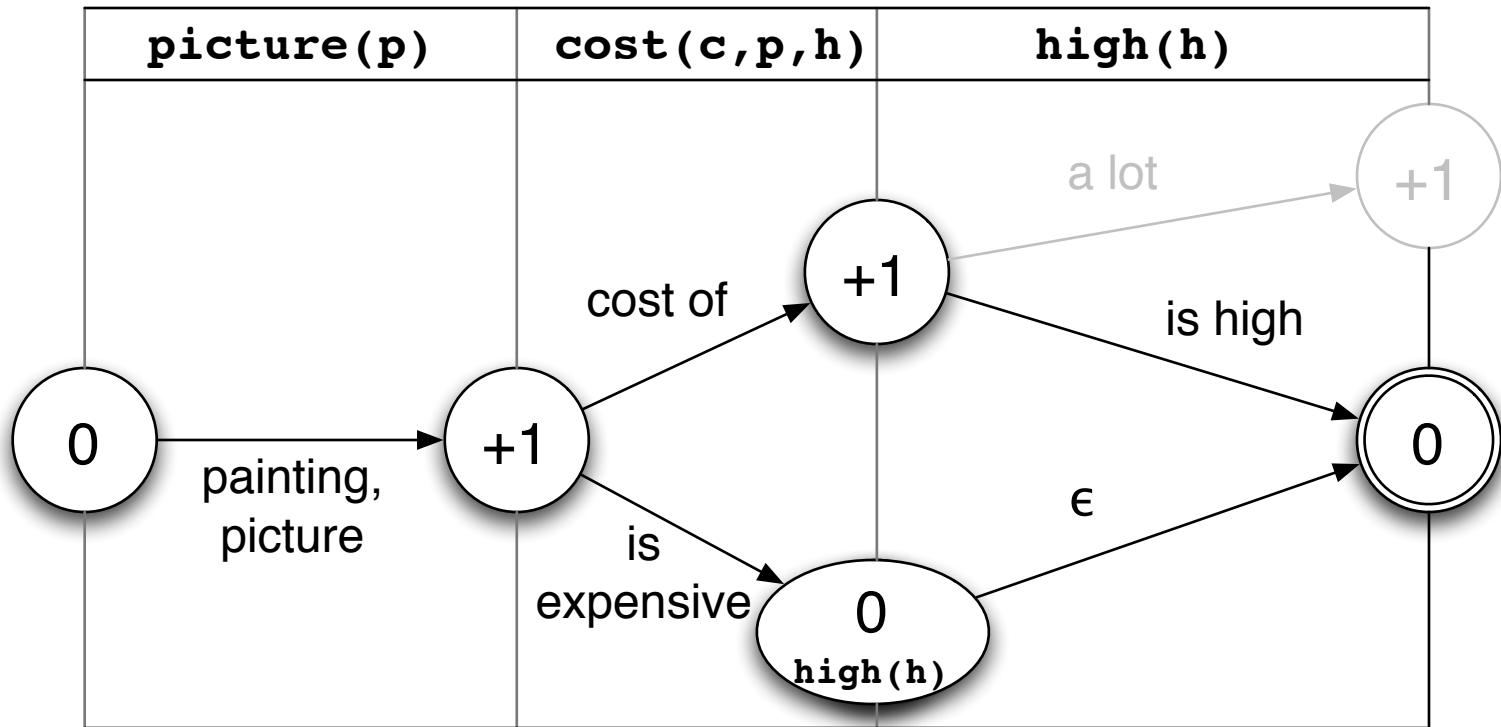 picture(p)
cost(c,p,h)
high(h)
a lot
+1
+1
cost of
is high
0
painting,
picture
+1
is
expensive
0
high(h)
ϵ
0